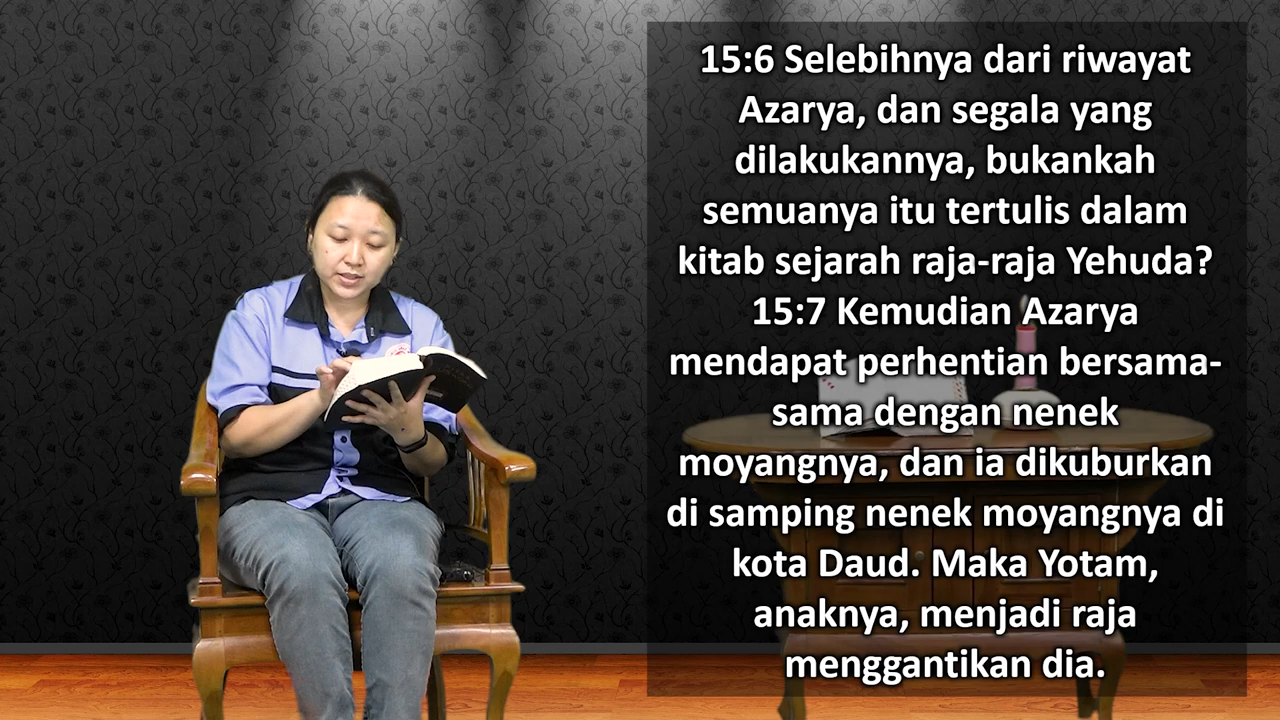 15:6 Selebihnya dari riwayat
Azarya, dan segala yang
dilakukannya, bukankah
semuanya itu tertulis dalam
kitab sejarah raja-raja Yehuda?
15:7 Kemudian Azarya
mendapat perhentian bersama-
sama dengan nenek
moyangnya, dan ia dikuburkan
di samping nenek moyangnya di
kota Daud. Maka Yotam,
anaknya, menjadi raja
menggantikan dia.